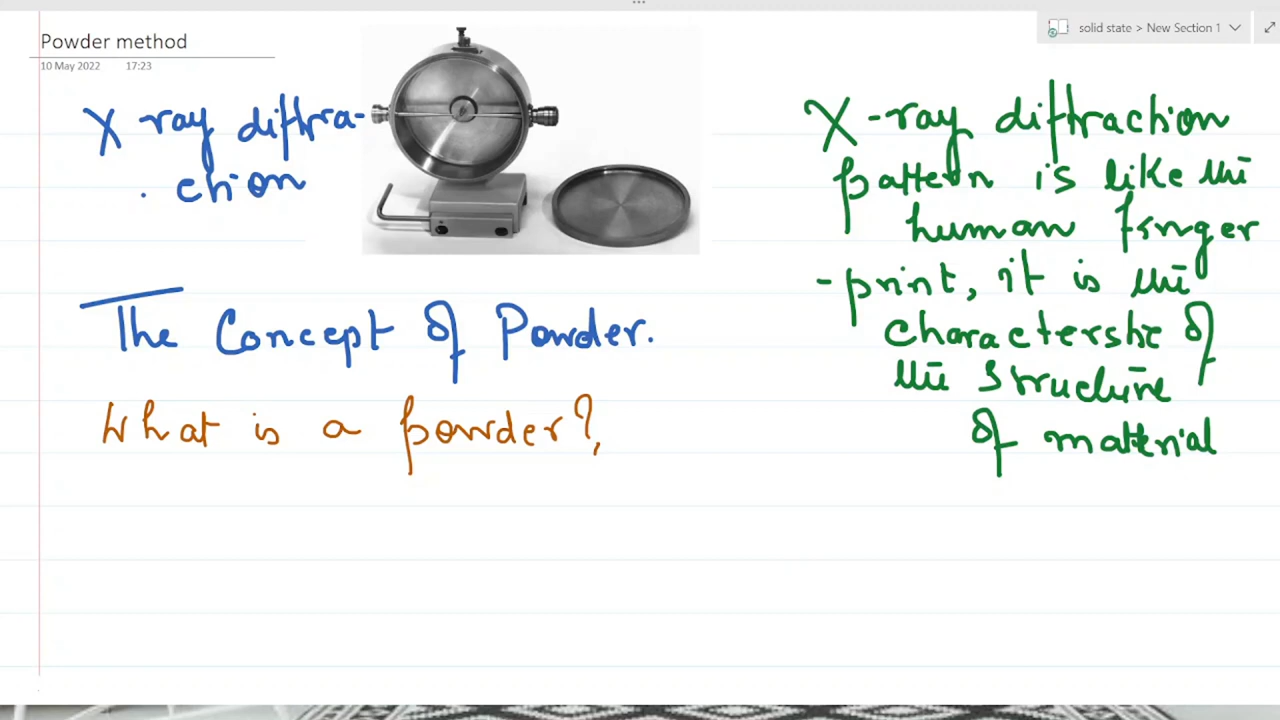 Powder method
10 May 2022 17:23
solid state > New Section 1
X ray diffra-
ction
The Concept of Powder.
What is a powder?,
X-ray diffraction
pattern is like the
human finger
-print, it is the
characterstic of
the structure
of material